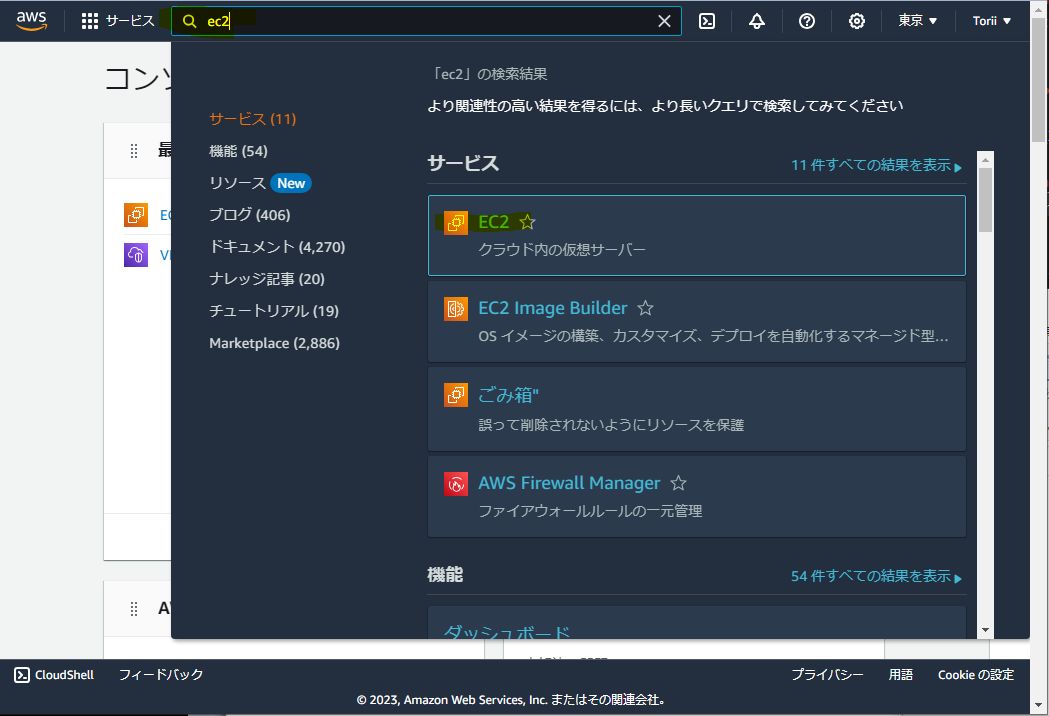 aws
サービス
ec2
東京
Torii
コンソ
最
EC
VP
「ec2」の検索結果
より関連性の高い結果を得るには、より長いクエリで検索してみてください
サービス (11)
機能 (54)
リソース New
ブログ (406)
ドキュメント (4,270)
ナレッジ記事 (20)
チュートリアル (19)
Marketplace (2,886)
サービス
11 件すべての結果を表示
EC2
クラウド内の仮想サーバー
EC2 Image Builder
OS イメージの構築、カスタマイズ、デプロイを自動化するマネージド型...
ごみ箱"
誤って削除されないようにリソースを保護
AWS Firewall Manager
ファイアウォールルールの一元管理
機能
54 件すべての結果を表示
ダッシュボード
CloudShell
フィードバック
プライバシー
用語
Cookie の設定
© 2023, Amazon Web Services, Inc. またはその関連会社。